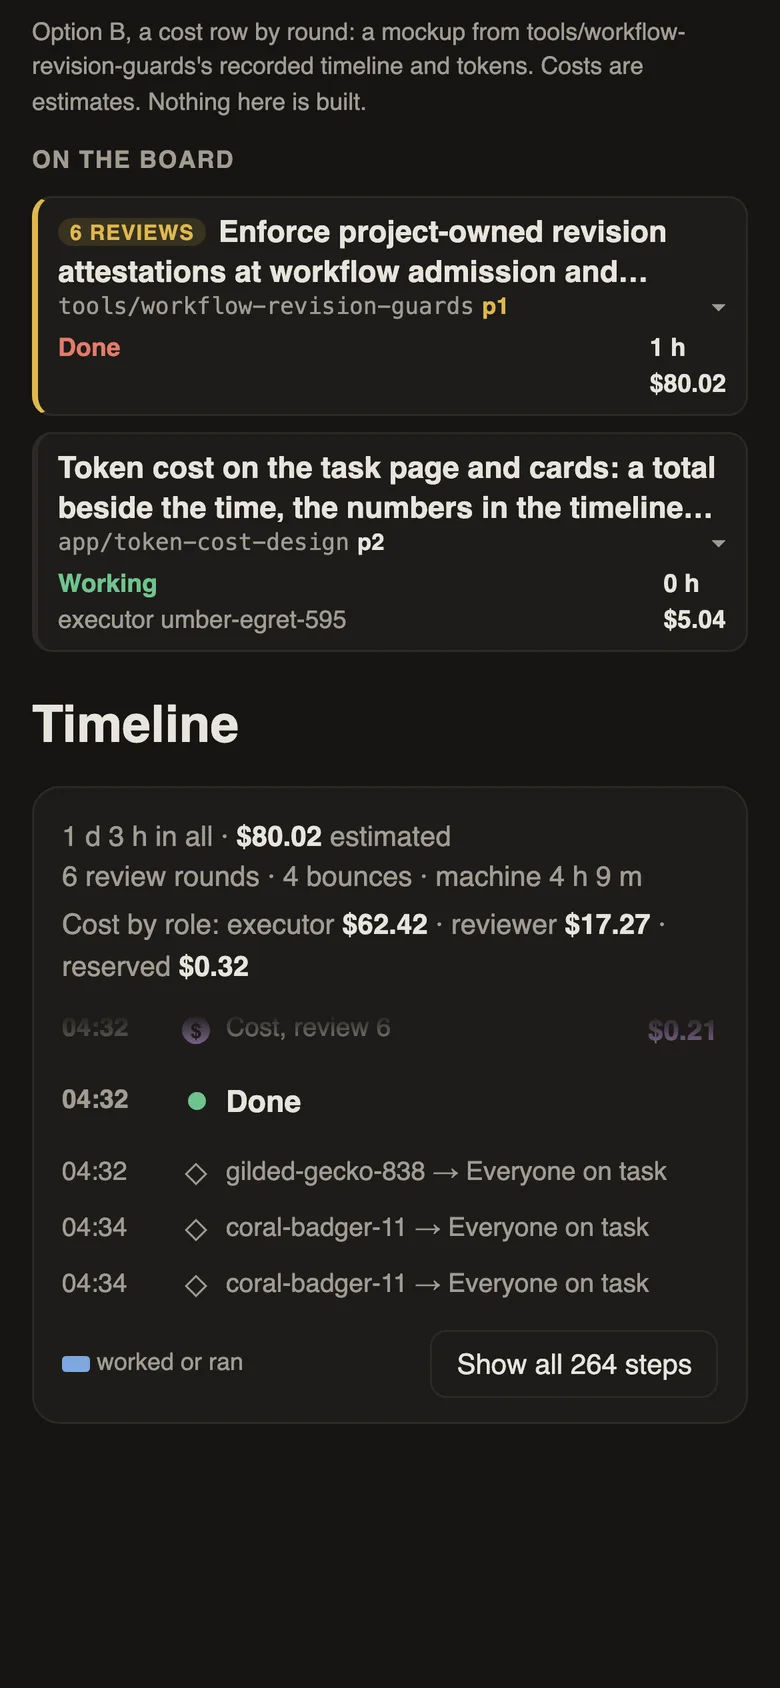 Option B, a cost row by round: a mockup from tools/workflow-
revision-guards's recorded timeline and tokens. Costs are
estimates. Nothing here is built.
ON THE BOARD
6 REVIEWS Enforce project-owned revision
attestations at workflow admission and...
tools/workflow-revision-guards p1
Done 1 h
$80.02
Token cost on the task page and cards: a total
beside the time, the numbers in the timeline...
app/token-cost-design p2
Working 0 h
executor umber-egret-595 $5.04
Timeline
1 d 3 h in all · $80.02 estimated
6 review rounds · 4 bounces · machine 4 h 9 m
Cost by role: executor $62.42 · reviewer $17.27 ·
reserved $0.32
04:32 $ Cost, review 6 $0.21
04:32 Done
04:32 ◇ gilded-gecko-838 → Everyone on task
04:34 ◇ coral-badger-11 → Everyone on task
04:34 ◇ coral-badger-11 → Everyone on task
worked or ran Show all 264 steps